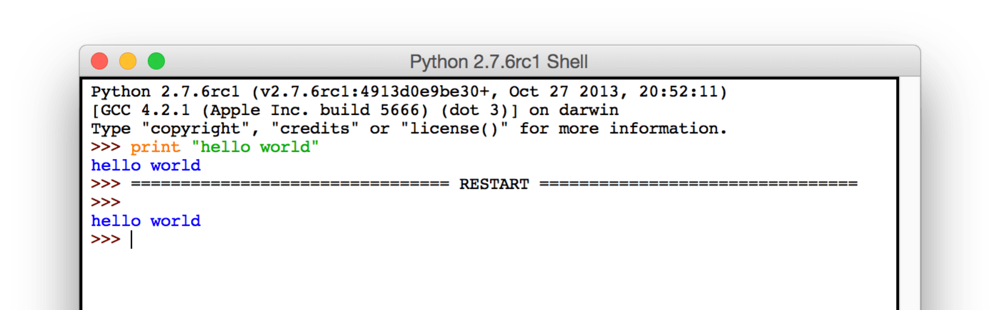 Python 2.7.6rc1 Shell
Python 2.7.6rc1 (v2.7.6rc1:4913d0e9be30+, Oct 27 2013, 20:52:11)
[GCC 4.2.1 (Apple Inc. build 5666) (dot 3)] on darwin
Type "copyright", "credits" or "license()" for more information.
>>> print "hello world"
hello world
>>> ================================ RESTART ================================
>>>
hello world
>>>